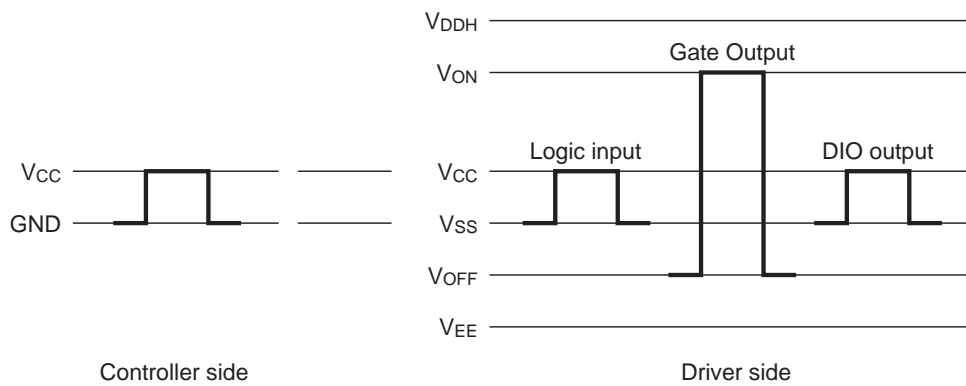 VDDH
Gate Output
VON
Logic input
DIO output
VCC
VCC
GND
VSS
VOFF
VEE
Controller side
Driver side